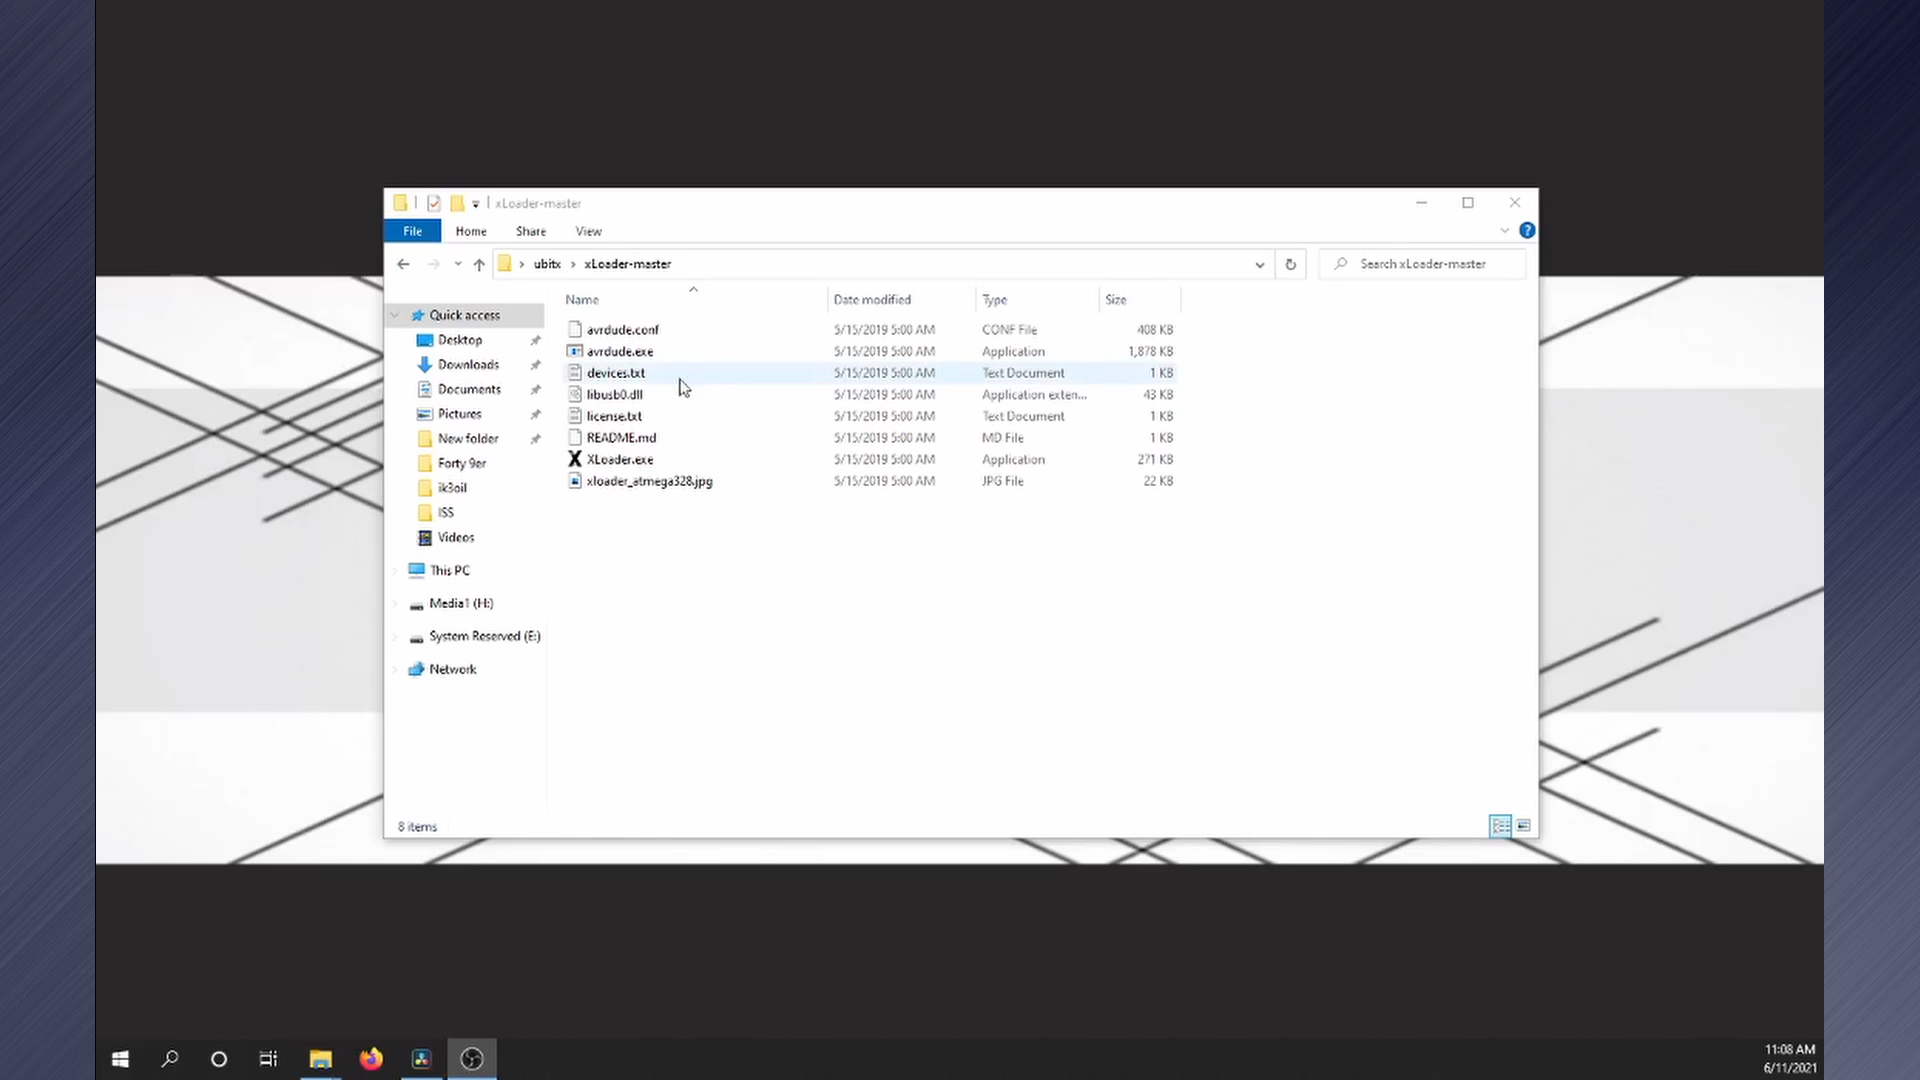 xLoader-master
File Home Share View
ubitx xLoader-master Search xLoader-master
Name Date modified Type Size
Quick access
Desktop
Downloads
Documents
Pictures
New folder
Forty 9er
ik3oil
ISS
Videos
This PC
Media1 (H:)
System Reserved (E:)
Network
avrdude.conf 5/15/2019 5:00 AM CONF File 408 KB
avrdude.exe 5/15/2019 5:00 AM Application 1,878 KB
devices.txt 5/15/2019 5:00 AM Text Document 1 KB
libusb0.dll 5/15/2019 5:00 AM Application exten... 43 KB
license.txt 5/15/2019 5:00 AM Text Document 1 KB
README.md 5/15/2019 5:00 AM MD File 1 KB
XLoader.exe 5/15/2019 5:00 AM Application 271 KB
xloader_atmega328.jpg 5/15/2019 5:00 AM JPG File 22 KB
8 items
11:08 AM
6/11/2021